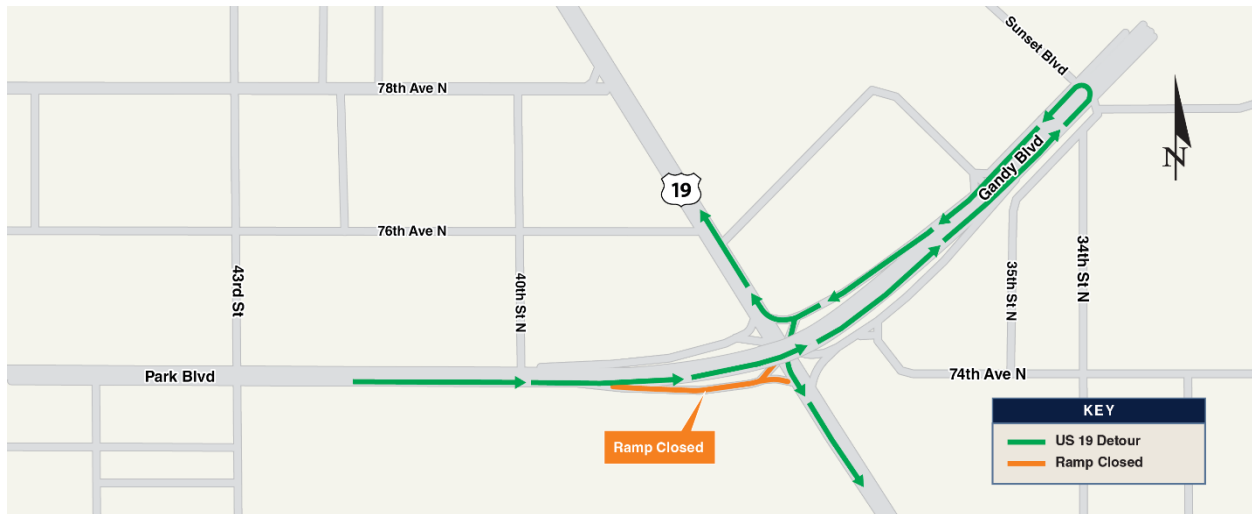 Sunset Blvd
78th Ave N
Gandy Blvd
N
19
76th Ave N
43rd St
40th St N
35th St N
34th St N
Park Blvd
74th Ave N
Ramp Closed
KEY
US 19 Detour
Ramp Closed